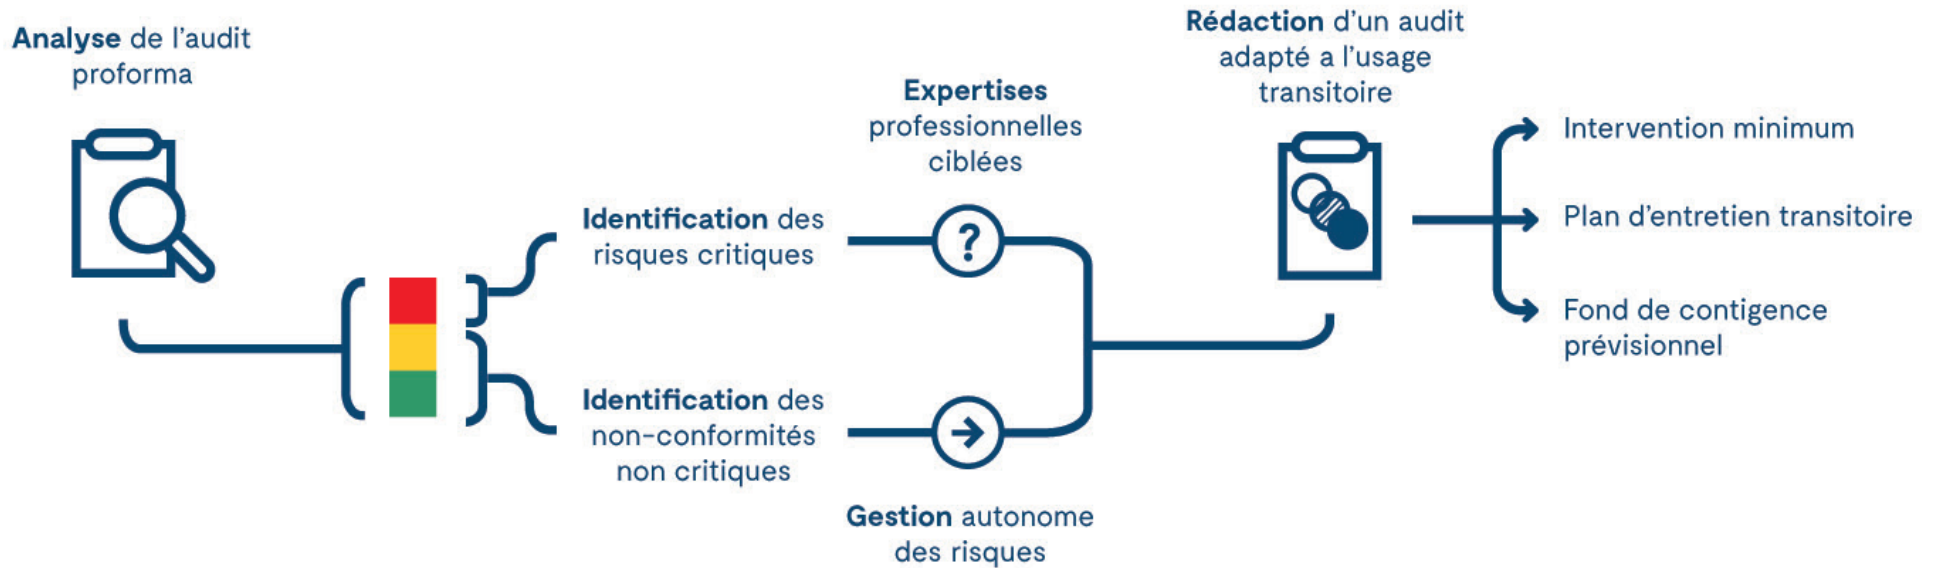 Analyse de l'audit
proforma
Identification des
risques critiques
Identification des
non-conformités
non critiques
Expertises
professionnelles
ciblées
?
Gestion autonome
des risques
Rédaction d'un audit
adapté a l'usage
transitoire
Intervention minimum
Plan d'entretien transitoire
Fond de contigence
prévisionnel